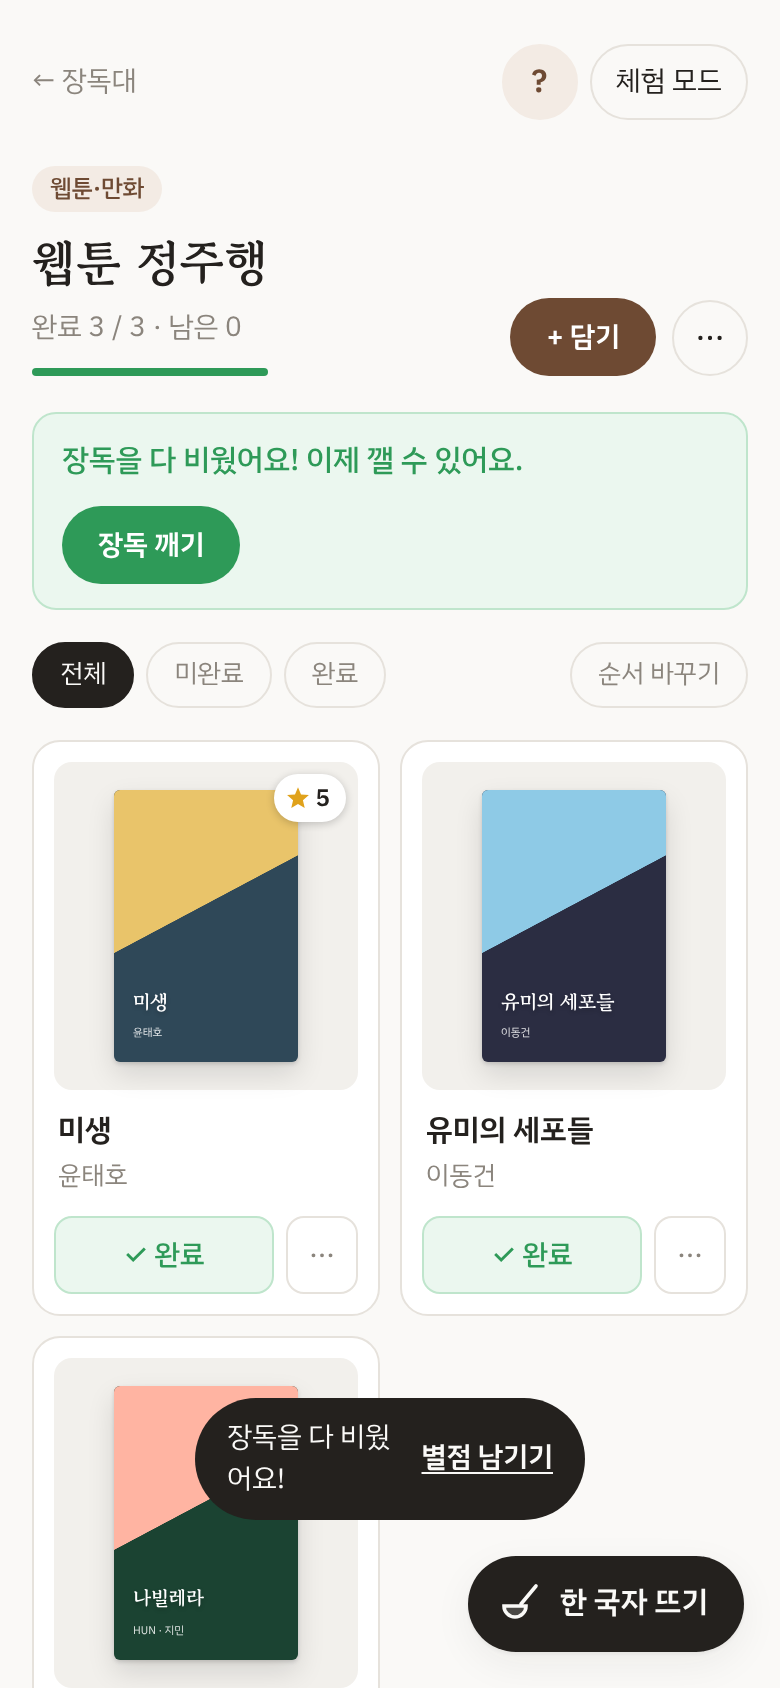 ← 장독대
?
체험 모드
웹툰·만화
웹툰 정주행
완료 3 / 3 · 남은 0
+ 담기
···
장독을 다 비웠어요! 이제 깰 수 있어요.
장독 깨기
전체
미완료
완료
순서 바꾸기
★ 5
미생
윤태호
미생
윤태호
✓ 완료
···
유미의 세포들
이동건
유미의 세포들
이동건
✓ 완료
···
나빌레라
HUN · 지민
장독을 다 비웠
어요!
별점 남기기
한 국자 뜨기